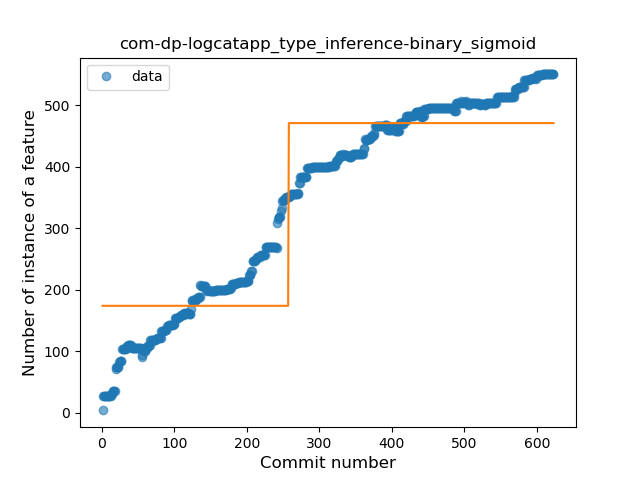 com-dp-logcatapp_type_inference-binary_sigmoid
data
Number of instance of a feature
500
400
300
200
100
0
0 100 200 300 400 500 600
Commit number